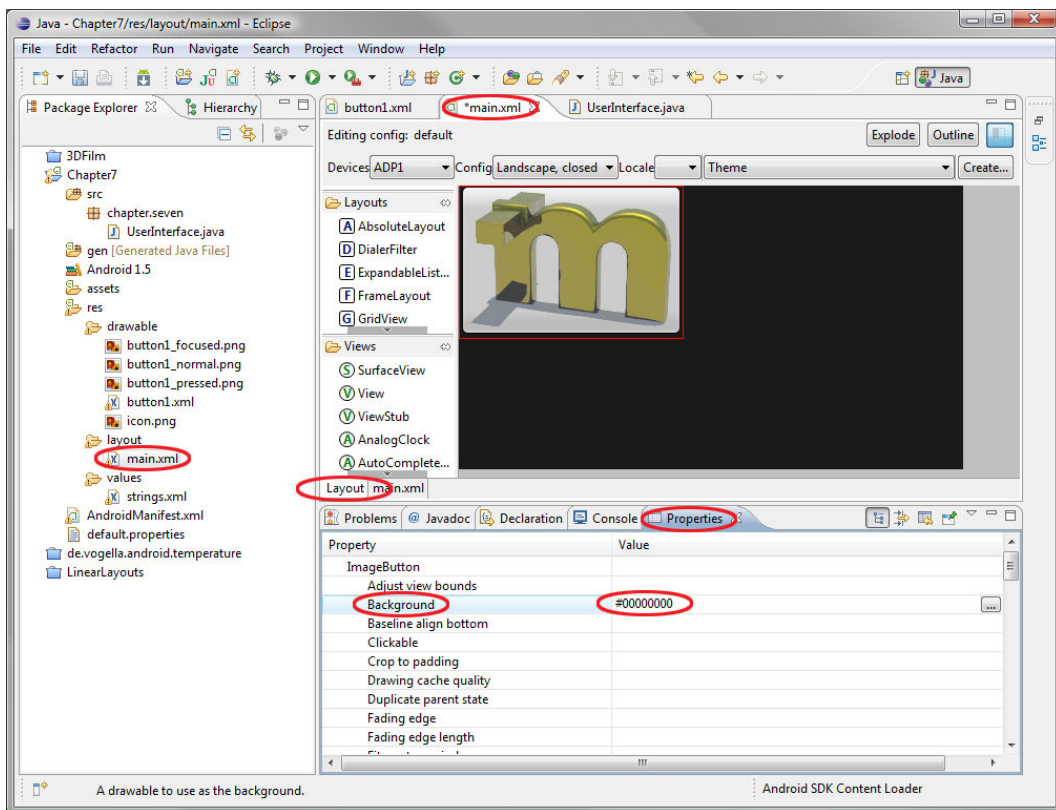 Java - Chapter7/res/layout/main.xml - Eclipse
File Edit Refactor Run Navigate Search Project Window Help
Java
Package Explorer Hierarchy
3DFilm
Chapter7
src
chapter.seven
UserInterface.java
gen [Generated Java Files]
Android 1.5
assets
res
drawable
button1_focused.png
button1_normal.png
button1_pressed.png
button1.xml
icon.png
layout
main.xml
values
strings.xml
AndroidManifest.xml
default.properties
de.vogella.android.temperature
LinearLayouts
button1.xml *main.xml UserInterface.java
Editing config: default
Explode Outline
Devices ADP1 Config Landscape, closed Locale Theme Create...
Layouts
A AbsoluteLayout
D DialerFilter
E ExpandableList...
F FrameLayout
G GridView
Views
S SurfaceView
V View
V ViewStub
A AnalogClock
A AutoComplete...
im
Layout main.xml
Problems @ Javadoc Declaration Console Properties
Property Value
ImageButton
Adjust view bounds
Background #00000000 ...
Baseline align bottom
Clickable
Crop to padding
Drawing cache quality
Duplicate parent state
Fading edge
Fading edge length
A drawable to use as the background.
Android SDK Content Loader